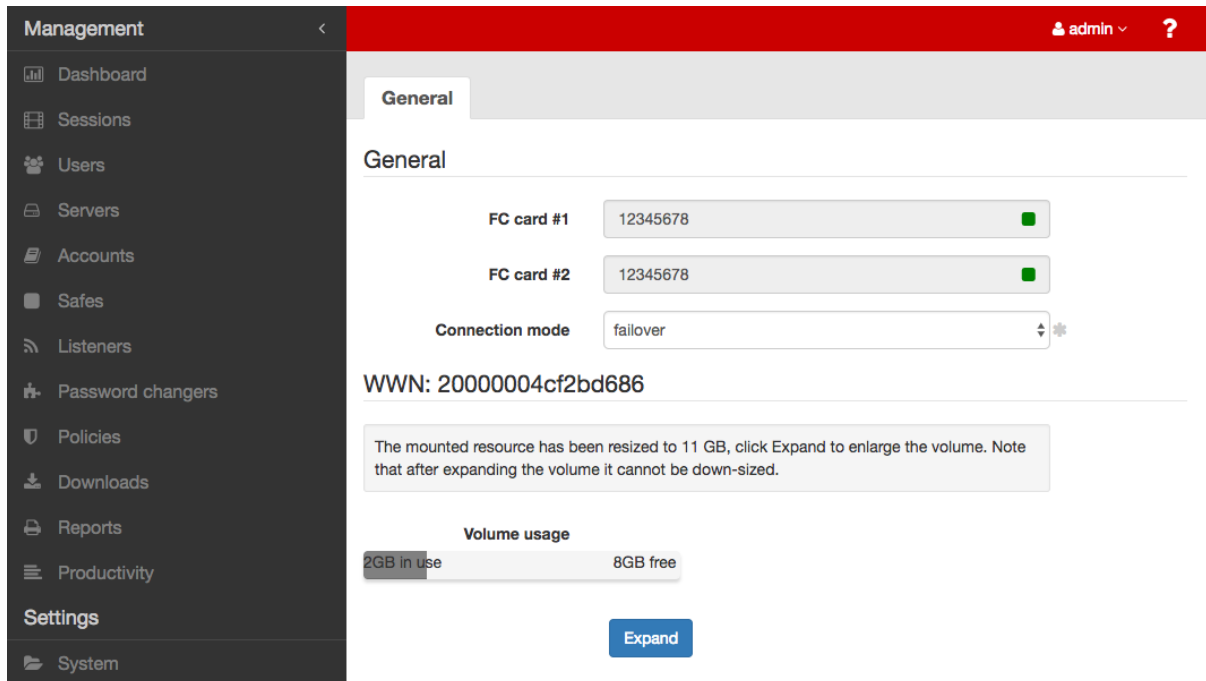 Management
admin
?
Dashboard
Sessions
Users
Servers
Accounts
Safes
Listeners
Password changers
Policies
Downloads
Reports
Productivity
Settings
System
General
General
FC card #1 12345678
FC card #2 12345678
Connection mode failover
WWN: 20000004cf2bd686
The mounted resource has been resized to 11 GB, click Expand to enlarge the volume. Note
that after expanding the volume it cannot be down-sized.
Volume usage
2GB in use 8GB free
Expand